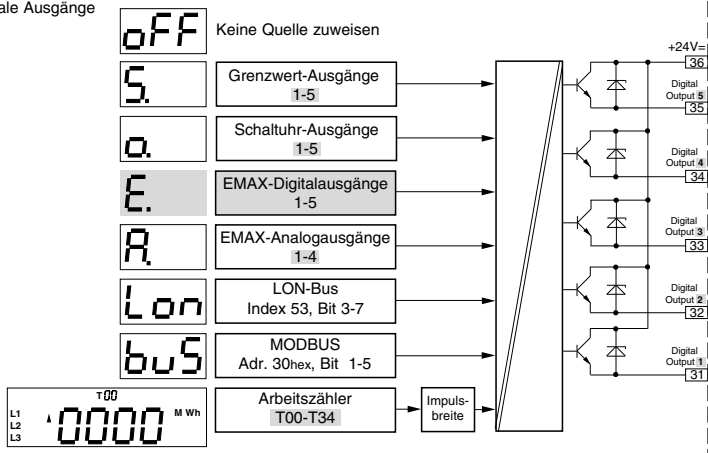 ale Ausgänge
oFF Keine Quelle zuweisen
+24V=
36
S. Grenzwert-Ausgänge
1-5
Digital
Output 5
35
o. Schaltuhr-Ausgänge
1-5
Digital
Output 4
34
E. EMAX-Digitalausgänge
1-5
Digital
Output 3
33
A. EMAX-Analogausgänge
1-4
Lon LON-Bus
Index 53, Bit 3-7
Digital
Output 2
32
buS MODBUS
Adr. 30hex, Bit 1-5
Digital
Output 1
31
T00
L1
L2
L3
0000
M Wh
Arbeitszähler
T00-T34
Impuls-
breite